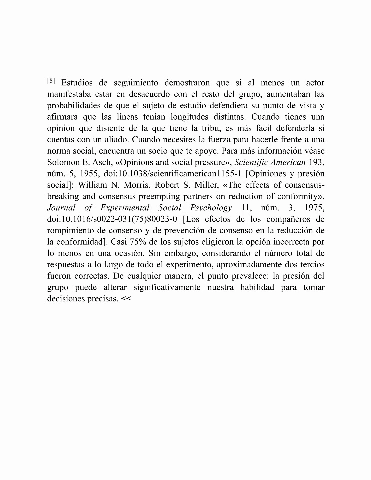 [8] Estudios de seguimiento demostraron que si al menos un actor
manifestaba estar en desacuerdo con el resto del grupo, aumentaban las
probabilidades de que el sujeto de estudio defendiera su punto de vista y
afirmara que las líneas tenían longitudes distintas. Cuando tienes una
opinión que disiente de la que tiene la tribu, es más fácil defenderla si
cuentas con un aliado. Cuando necesites la fuerza para hacerle frente a una
norma social, encuentra un socio que te apoye. Para más información véase
Solomon E. Asch, «Opinions and social pressure», Scientific American 193,
núm. 5, 1955, doi:10.1038/scientificamerican1155-1 [Opiniones y presión
social]; William N. Morris, Robert S. Miller, «The effects of consensus-
breaking and consensus-preempting partners on reduction of conformity»,
Journal of Experimental Social Psychology 11, núm. 3, 1975,
doi:10.1016/s0022-031(75)80023-0 [Los efectos de los compañeros de
rompimiento de consenso y de prevención de consenso en la reducción de
la conformidad]. Casi 75% de los sujetos eligieron la opción incorrecta por
lo menos en una ocasión. Sin embargo, considerando el número total de
respuestas a lo largo de todo el experimento, aproximadamente dos tercios
fueron correctas. De cualquier manera, el punto prevalece: la presión del
grupo puede alterar significativamente nuestra habilidad para tomar
decisiones precisas. <<